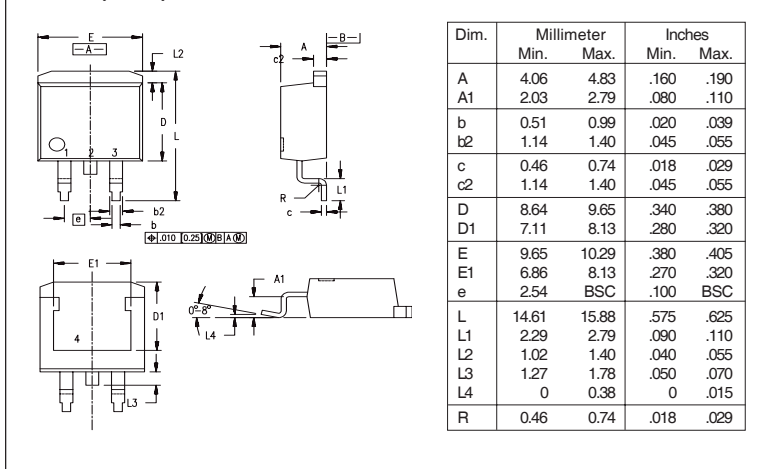 E
A
L2
D
L
1 2 3
e
b2
b
.010 0.25 M B A M
A
B
c2
R
L1
c
E1
4
D1
L3
A1
0°-8°
L4
Dim. Millimeter Inches
Min. Max. Min. Max.
A 4.06 4.83 .160 .190
A1 2.03 2.79 .080 .110
b 0.51 0.99 .020 .039
b2 1.14 1.40 .045 .055
c 0.46 0.74 .018 .029
c2 1.14 1.40 .045 .055
D 8.64 9.65 .340 .380
D1 7.11 8.13 .280 .320
E 9.65 10.29 .380 .405
E1 6.86 8.13 .270 .320
e 2.54 BSC .100 BSC
L 14.61 15.88 .575 .625
L1 2.29 2.79 .090 .110
L2 1.02 1.40 .040 .055
L3 1.27 1.78 .050 .070
L4 0 0.38 0 .015
R 0.46 0.74 .018 .029